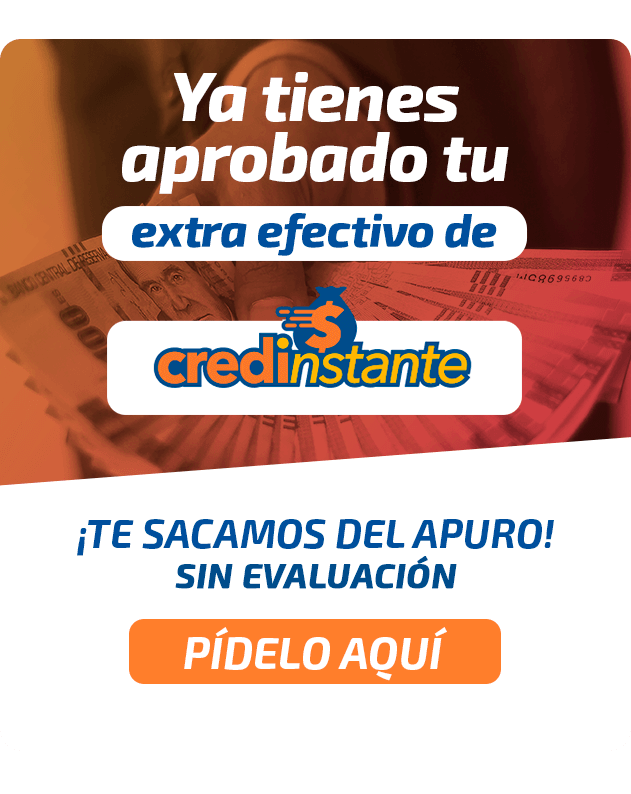 Ya tienes
aprobado tu
extra efectivo de
$
credinstante
¡TE SACAMOS DEL APURO!
SIN EVALUACIÓN
PÍDELO AQUÍ